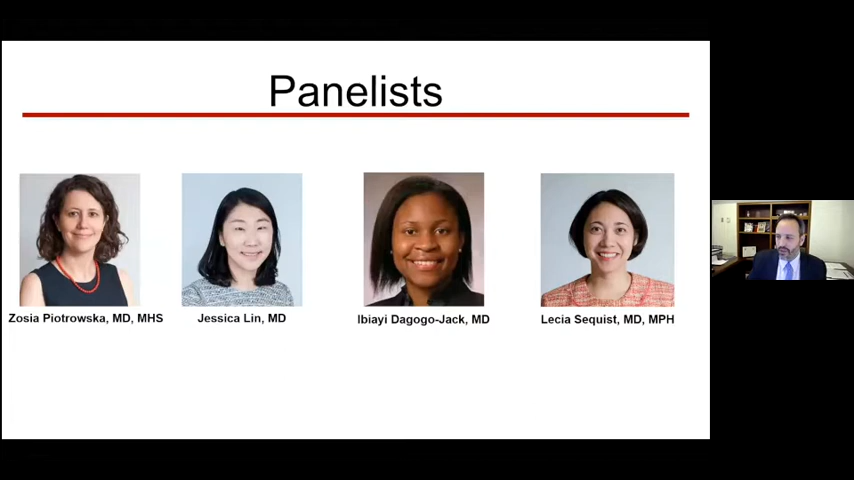 Panelists
Zosia Piotrowska, MD, MHS
Jessica Lin, MD
Ibiayi Dagogo-Jack, MD
Lecia Sequist, MD, MPH